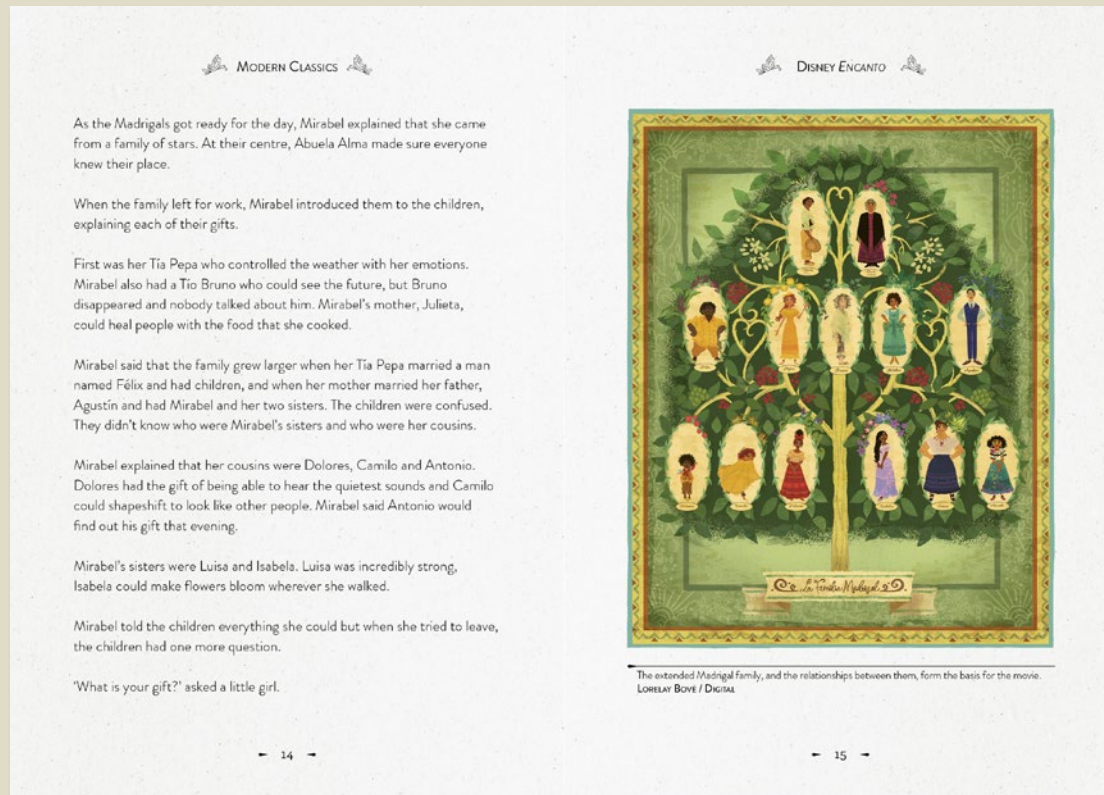 Modern Classics
As the Madrigals got ready for the day, Mirabel explained that she came
from a family of stars. At their centre, Abuela Alma made sure everyone
knew their place.
When the family left for work, Mirabel introduced them to the children,
explaining each of their gifts.
First was her Tía Pepa who controlled the weather with her emotions.
Mirabel also had a Tío Bruno who could see the future, but Bruno
disappeared and nobody talked about him. Mirabel's mother, Julieta,
could heal people with the food that she cooked.
Mirabel said that the family grew larger when her Tía Pepa married a man
named Félix and had children, and when her mother married her father,
Agustín and had Mirabel and her two sisters. The children were confused.
They didn't know who were Mirabel's sisters and who were her cousins.
Mirabel explained that her cousins were Dolores, Camilo and Antonio.
Dolores had the gift of being able to hear the quietest sounds and Camilo
could shapeshift to look like other people. Mirabel said Antonio would
find out his gift that evening.
Mirabel's sisters were Luisa and Isabela. Luisa was incredibly strong,
Isabela could make flowers bloom wherever she walked.
Mirabel told the children everything she could but when she tried to leave,
the children had one more question.
'What is your gift?' asked a little girl.
14
Disney Encanto
La Familia Madrigal
The extended Madrigal family, and the relationships between them, form the basis for the movie.
Lorelay Bové / Digital
15